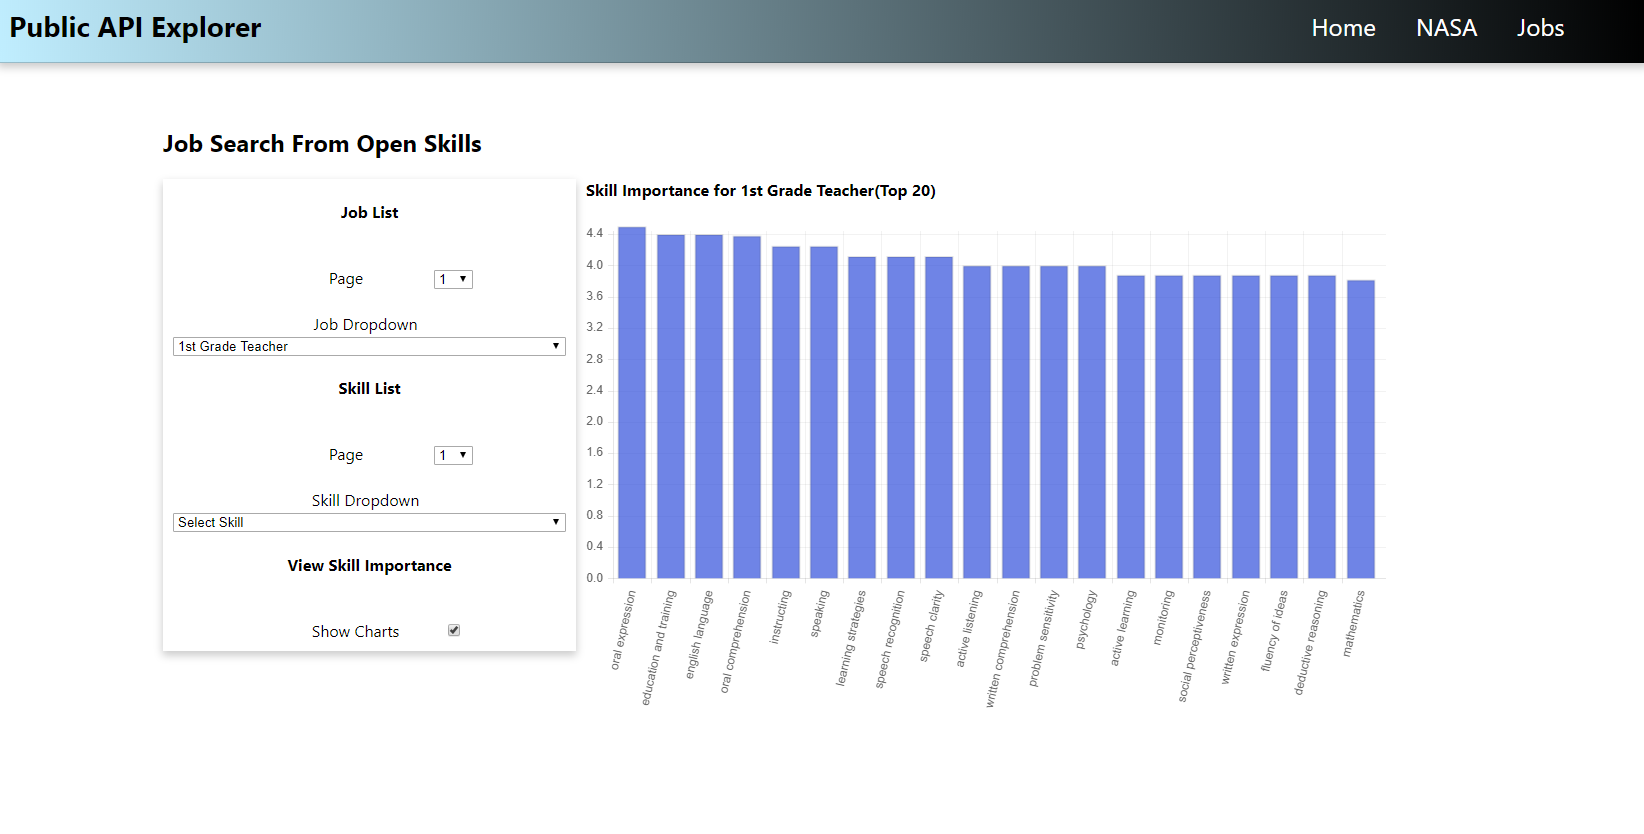 Public API Explorer
Home
NASA
Jobs
Job Search From Open Skills
Job List
Page
1
Job Dropdown
1st Grade Teacher
Skill List
Page
1
Skill Dropdown
Select Skill
View Skill Importance
Show Charts
Skill Importance for 1st Grade Teacher(Top 20)
4.4
4.0
3.6
3.2
2.8
2.4
2.0
1.6
1.2
0.8
0.4
0.0
oral expression
education and training
english language
oral comprehension
instructing
speaking
learning strategies
speech recognition
speech clarity
active listening
written comprehension
problem sensitivity
psychology
active learning
monitoring
social perceptiveness
written expression
fluency of ideas
deductive reasoning
mathematics